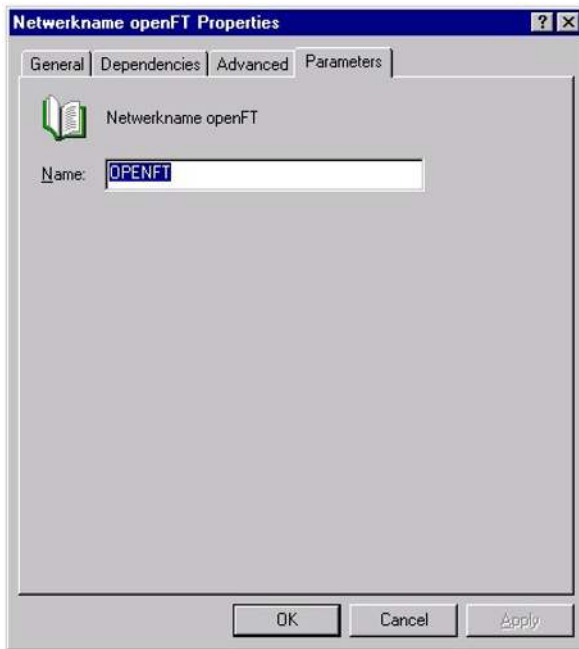 Netwerkname openFT Properties
General Dependencies Advanced Parameters
Netwerkname openFT
Name: OPENFT
OK Cancel Apply